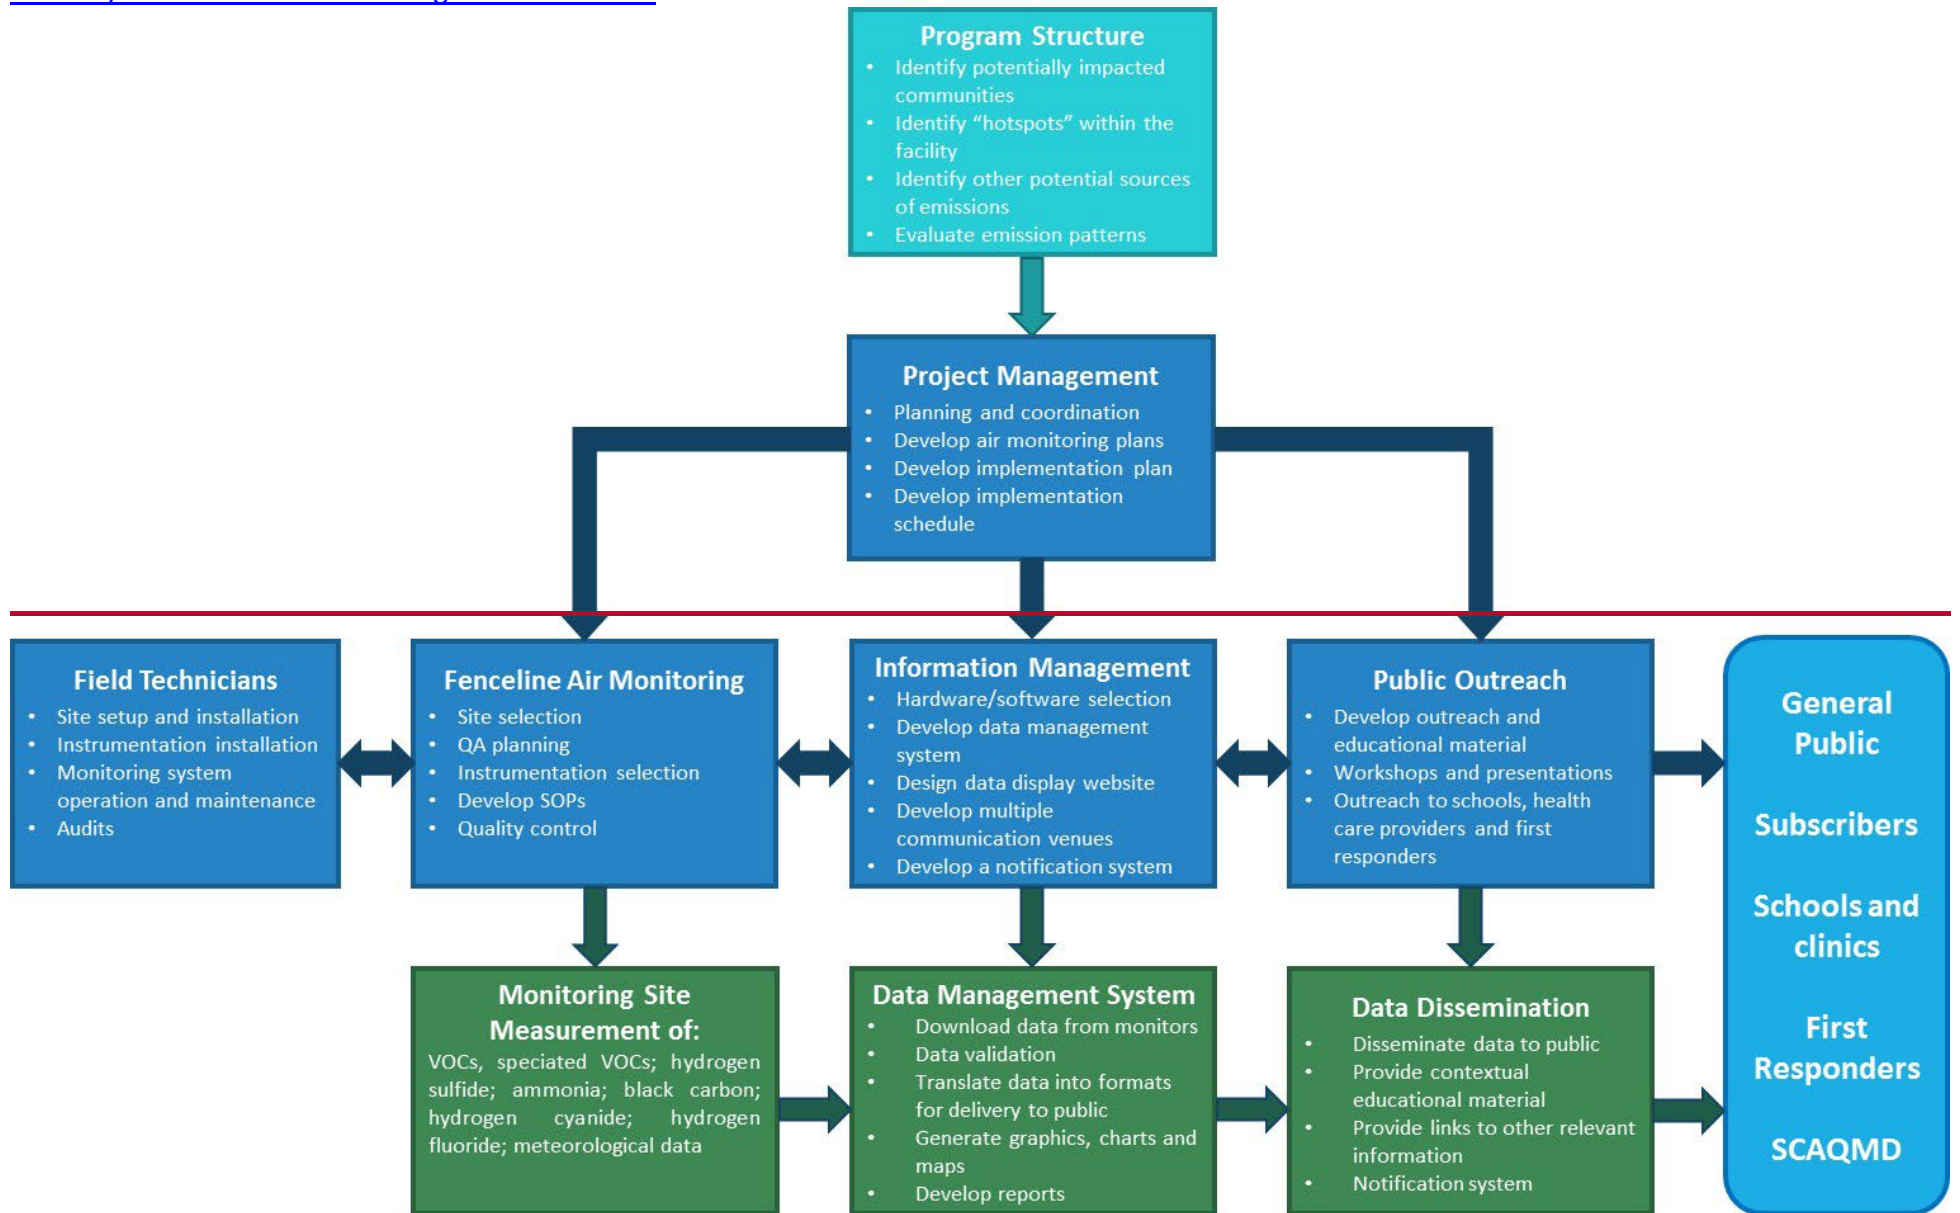 Program Structure
• Identify potentially impacted
communities
• Identify “hotspots” within the
facility
• Identify other potential sources
of emissions
• Evaluate emission patterns
Project Management
• Planning and coordination
• Develop air monitoring plans
• Develop implementation plan
• Develop implementation
schedule
Field Technicians
• Site setup and installation
• Instrumentation installation
• Monitoring system
operation and maintenance
• Audits
Fenceline Air Monitoring
• Site selection
• QA planning
• Instrumentation selection
• Develop SOPs
• Quality control
Information Management
• Hardware/software selection
• Develop data management
system
• Design data display website
• Develop multiple
communication venues
• Develop a notification system
Public Outreach
• Develop outreach and
educational material
• Workshops and presentations
• Outreach to schools, health
care providers and first
responders
General
Public
Subscribers
Schools and
clinics
First
Responders
SCAQMD
Monitoring Site
Measurement of:
VOCs, speciated VOCs; hydrogen
sulfide; ammonia; black carbon;
hydrogen cyanide; hydrogen
fluoride; meteorological data
Data Management System
• Download data from monitors
• Data validation
• Translate data into formats
for delivery to public
• Generate graphics, charts and
maps
• Develop reports
Data Dissemination
• Disseminate data to public
• Provide contextual
educational material
• Provide links to other relevant
information
• Notification system